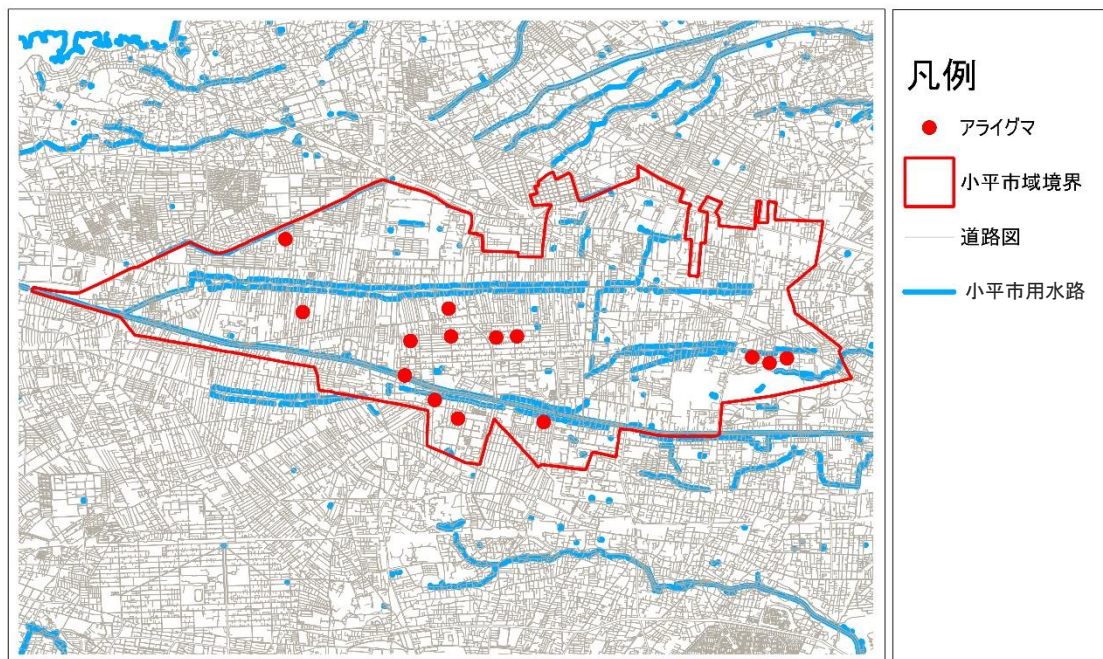 凡例
アライグマ
小平市域境界
道路図
小平市用水路